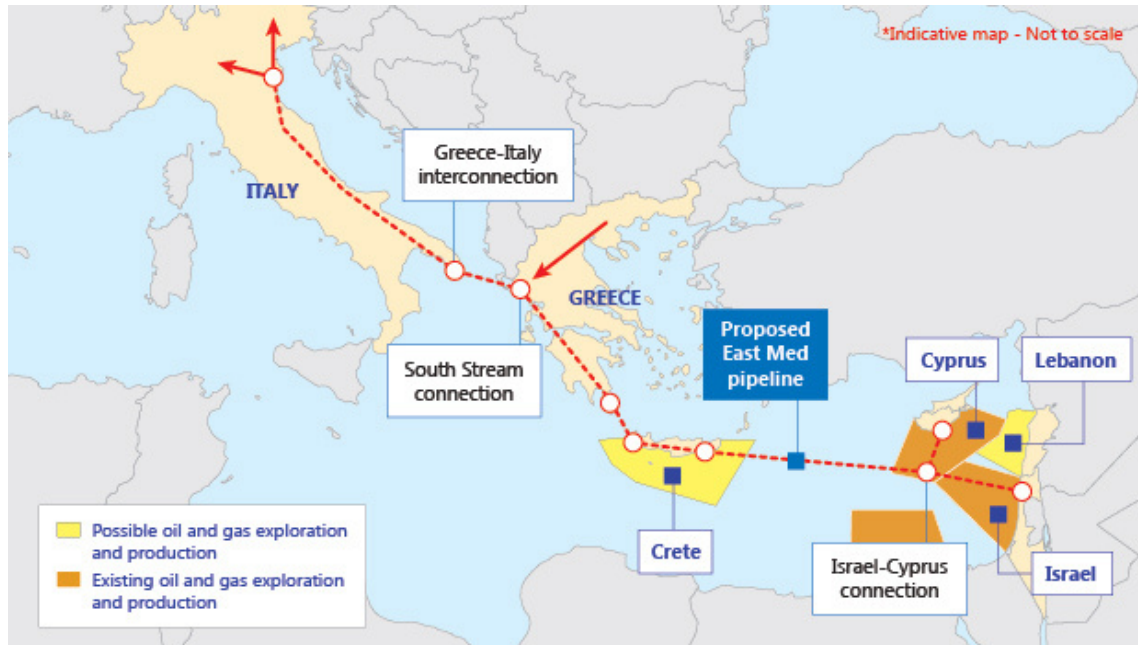 *Indicative map - Not to scale
Greece-Italy
interconnection
ITALY
GREECE
Proposed
East Med
pipeline
Cyprus
Lebanon
South Stream
connection
Possible oil and gas exploration
and production
Existing oil and gas exploration
and production
Crete
Israel-Cyprus
connection
Israel